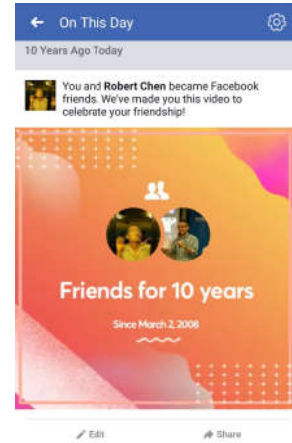 On This Day
10 Years Ago Today
You and Robert Chen became Facebook
friends. We've made you this video to
celebrate your friendship!
Friends for 10 years
Since March 2, 2008
Edit
Share